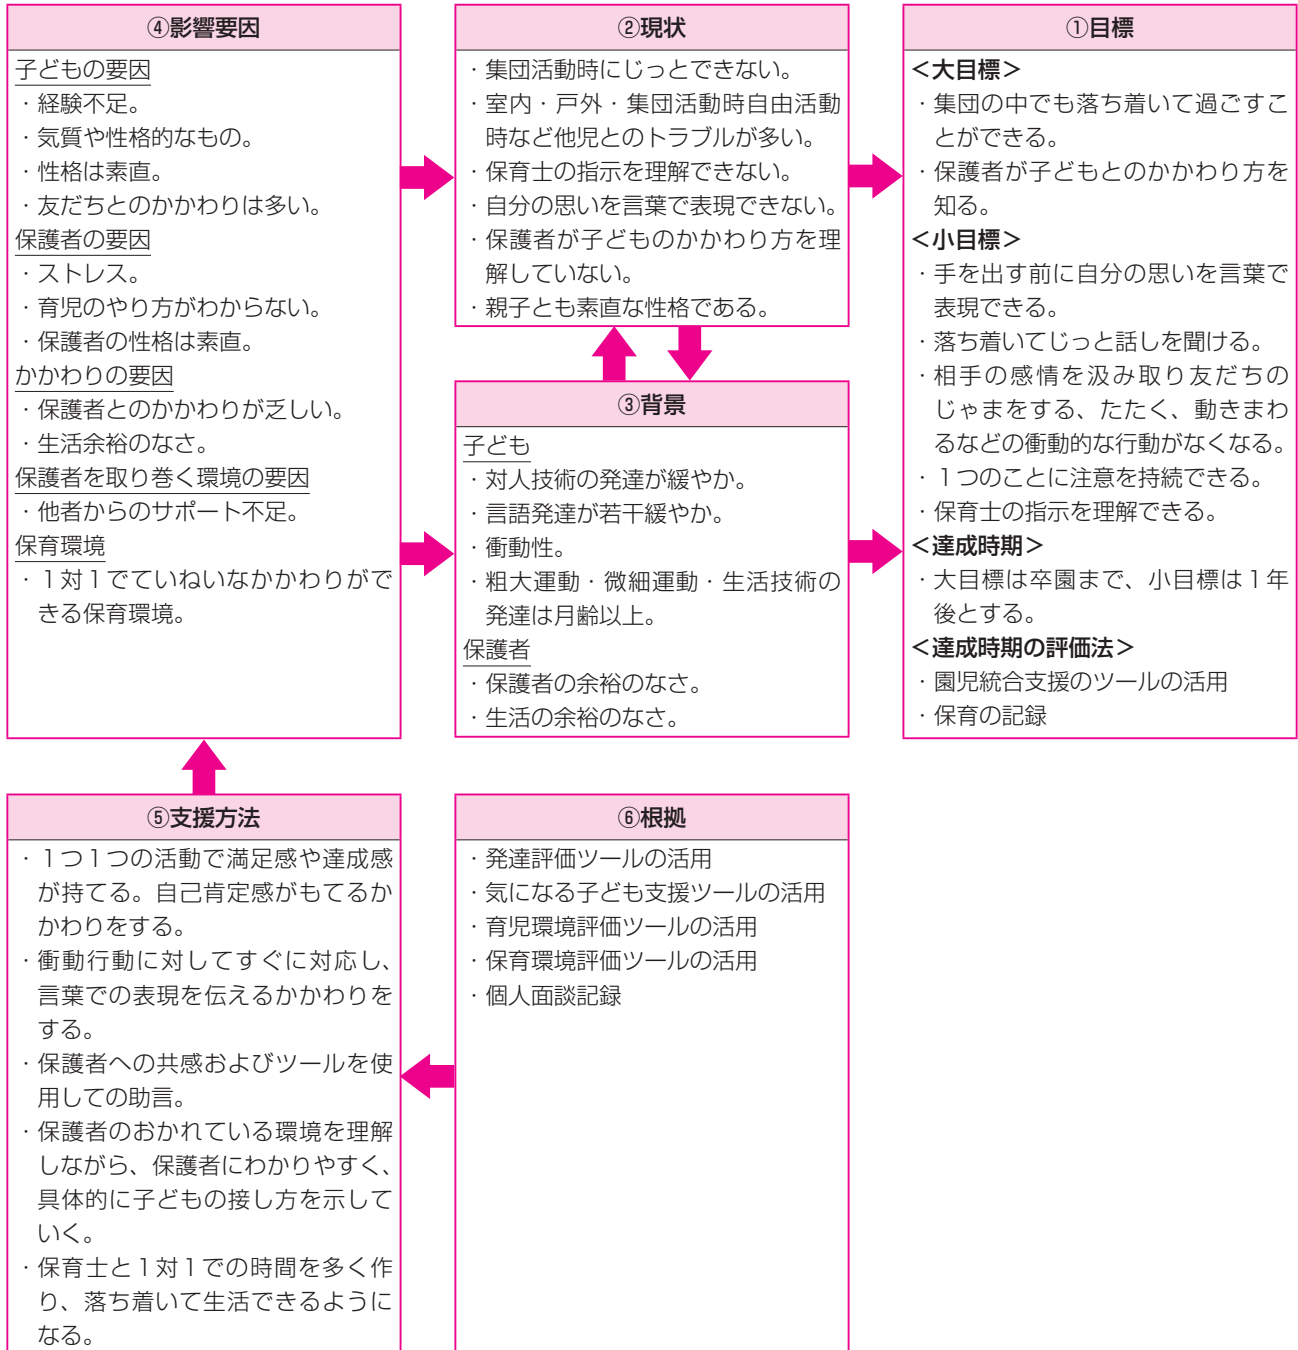 ④影響要因
子どもの要因
・経験不足。
・気質や性格的なもの。
・性格は素直。
・友だちとのかかわりは多い。
保護者の要因
・ストレス。
・育児のやり方がわからない。
・保護者の性格は素直。
かかわりの要因
・保護者とのかかわりが乏しい。
・生活余裕のなさ。
保護者を取り巻く環境の要因
・他者からのサポート不足。
保育環境
・１対１でていねいなかかわりがで
きる保育環境。
②現状
・集団活動時にじっとできない。
・室内・戸外・集団活動時自由活動
時など他児とのトラブルが多い。
・保育士の指示を理解できない。
・自分の思いを言葉で表現できない。
・保護者が子どものかかわり方を理
解していない。
・親子とも素直な性格である。
③背景
子ども
・対人技術の発達が緩やか。
・言語発達が若干緩やか。
・衝動性。
・粗大運動・微細運動・生活技術の
発達は月齢以上。
保護者
・保護者の余裕のなさ。
・生活の余裕のなさ。
①目標
＜大目標＞
・集団の中でも落ち着いて過ごすこ
とができる。
・保護者が子どもとのかかわり方を
知る。
＜小目標＞
・手を出す前に自分の思いを言葉で
表現できる。
・落ち着いてじっと話しを聞ける。
・相手の感情を汲み取り友だちの
じゃまをする、たたく、動きまわ
るなどの衝動的な行動がなくなる。
・１つのことに注意を持続できる。
・保育士の指示を理解できる。
＜達成時期＞
・大目標は卒園まで、小目標は１年
後とする。
＜達成時期の評価法＞
・園児統合支援のツールの活用
・保育の記録
⑤支援方法
・１つ１つの活動で満足感や達成感
が持てる。自己肯定感がもてるか
かわりをする。
・衝動行動に対してすぐに対応し、
言葉での表現を伝えるかかわりを
する。
・保護者への共感およびツールを使
用しての助言。
・保護者のおかれている環境を理解
しながら、保護者にわかりやすく、
具体的に子どもの接し方を示して
いく。
・保育士と１対１での時間を多く作
り、落ち着いて生活できるように
なる。
⑥根拠
・発達評価ツールの活用
・気になる子ども支援ツールの活用
・育児環境評価ツールの活用
・保育環境評価ツールの活用
・個人面談記録